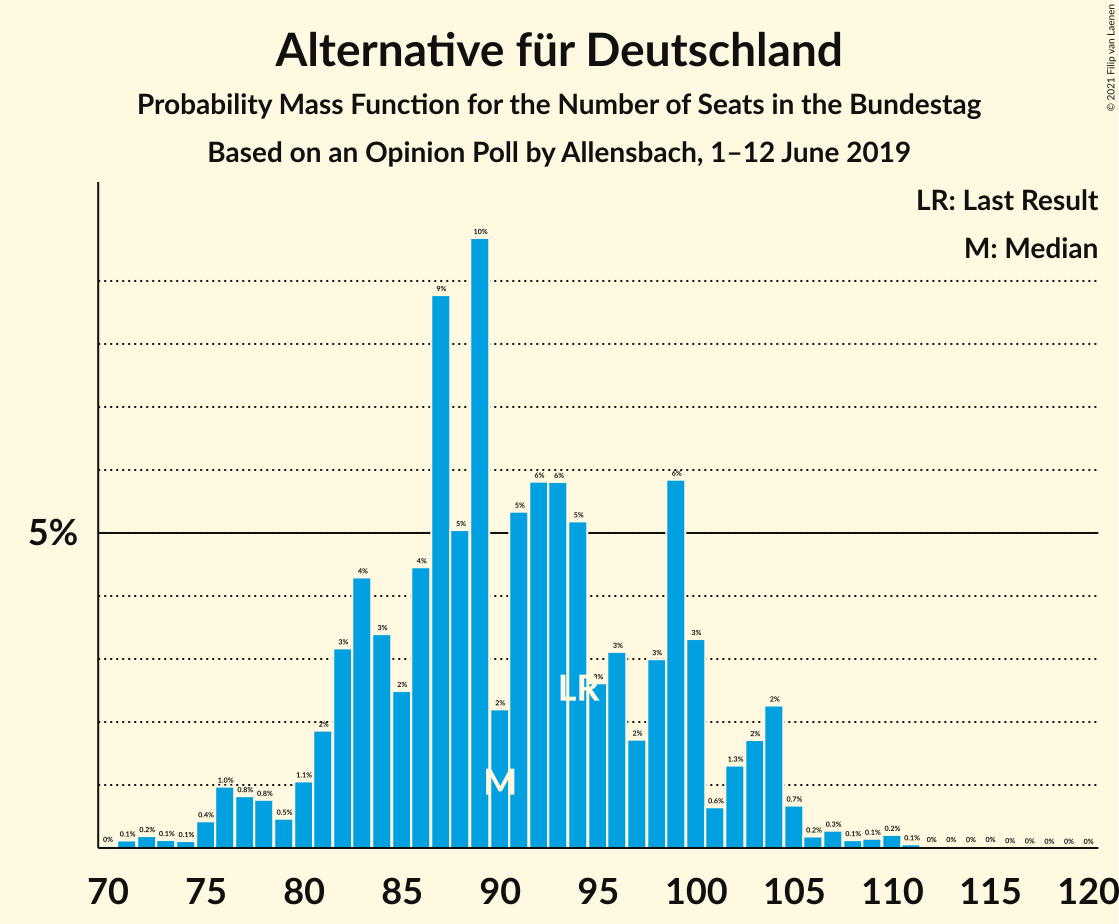 Alternative für Deutschland
Probability Mass Function for the Number of Seats in the Bundestag
Based on an Opinion Poll by Allensbach, 1–12 June 2019
© 2021 Filip van Laenen
LR: Last Result
M: Median
5%
0% 0.1% 0.2% 0.1% 0.1% 0.4% 1.0% 0.8% 0.8% 0.5% 1.1% 2% 3% 4% 3% 2% 4% 9% 5% 10% 2% 5% 6% 6% 5% 3% 3% 2% 3% 6% 3% 0.6% 1.3% 2% 2% 0.7% 0.2% 0.3% 0.1% 0.1% 0.2% 0.1% 0% 0% 0% 0% 0% 0% 0% 0% 0%
LR
M
70 75 80 85 90 95 100 105 110 115 120